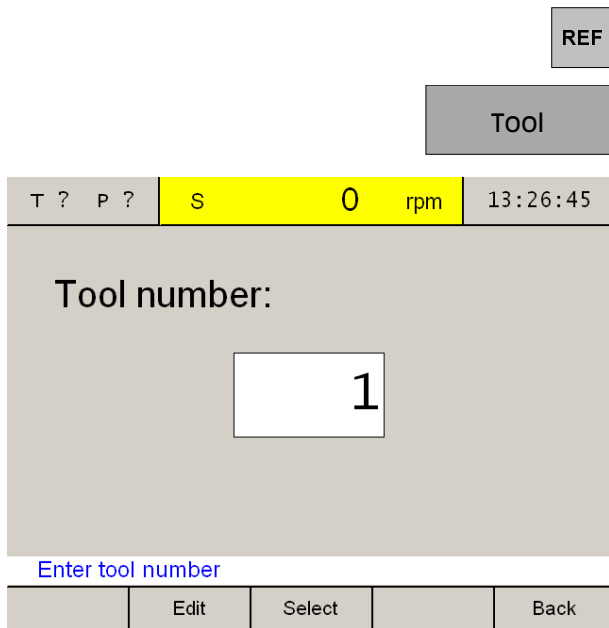 REF
Tool
T ? P ? S 0 rpm 13:26:45
Tool number:
1
Enter tool number
Edit Select Back